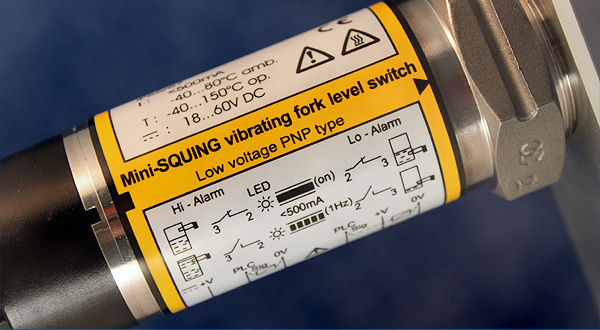 <500mA
T: -40...80°C amb.
T: -40...150°C op.
18...60V DC
CE
Mini-SQUING vibrating fork level switch
Low voltage PNP type
Hi - Alarm
LED
(on)
Lo - Alarm
3 2
<500mA
2 3
3 2
(1Hz)
2 3
PLC Sig +V 0V
PLC Sig +V 0V